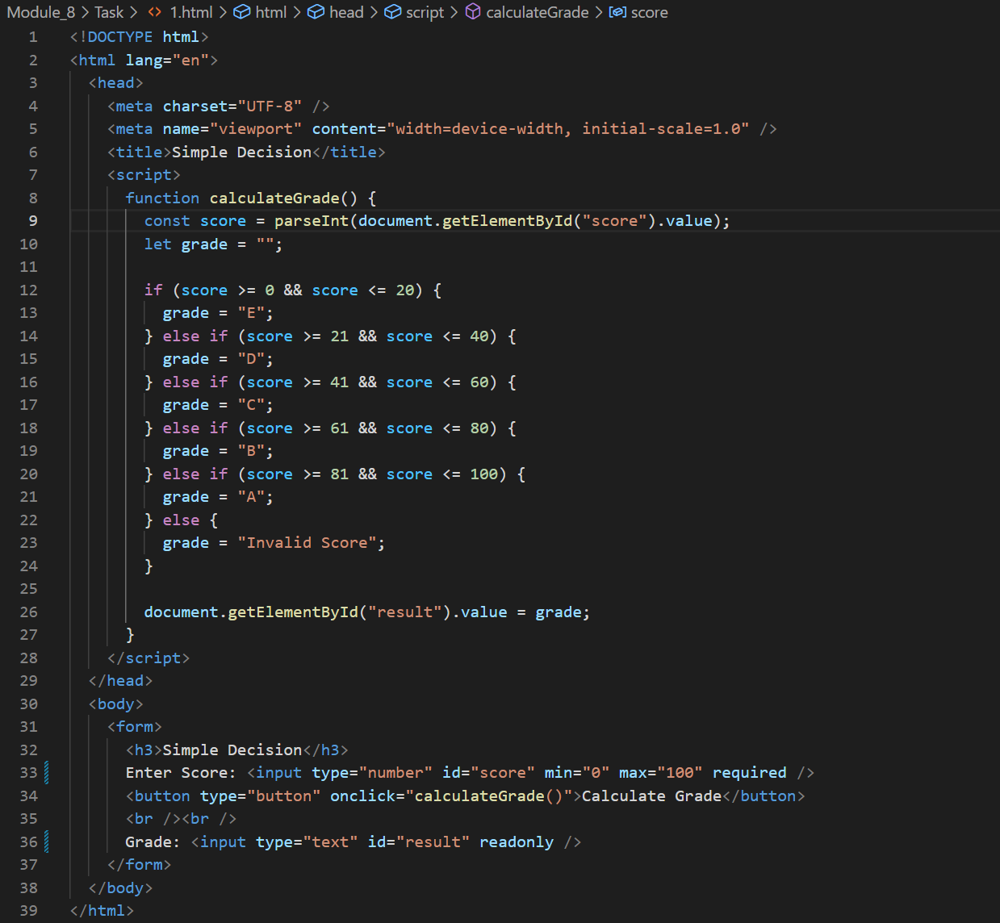 Module_8 > Task > <> 1.html > html > head > script > calculateGrade > score
1 <!DOCTYPE html>
2 <html lang="en">
3 <head>
4 <meta charset="UTF-8" />
5 <meta name="viewport" content="width=device-width, initial-scale=1.0" />
6 <title>Simple Decision</title>
7 <script>
8 function calculateGrade() {
9 const score = parseInt(document.getElementById("score").value);
10 let grade = "";
11
12 if (score >= 0 && score <= 20) {
13 grade = "E";
14 } else if (score >= 21 && score <= 40) {
15 grade = "D";
16 } else if (score >= 41 && score <= 60) {
17 grade = "C";
18 } else if (score >= 61 && score <= 80) {
19 grade = "B";
20 } else if (score >= 81 && score <= 100) {
21 grade = "A";
22 } else {
23 grade = "Invalid Score";
24 }
25
26 document.getElementById("result").value = grade;
27 }
28 </script>
29 </head>
30 <body>
31 <form>
32 <h3>Simple Decision</h3>
33 Enter Score: <input type="number" id="score" min="0" max="100" required />
34 <button type="button" onclick="calculateGrade()">Calculate Grade</button>
35 <br /><br />
36 Grade: <input type="text" id="result" readonly />
37 </form>
38 </body>
39 </html>